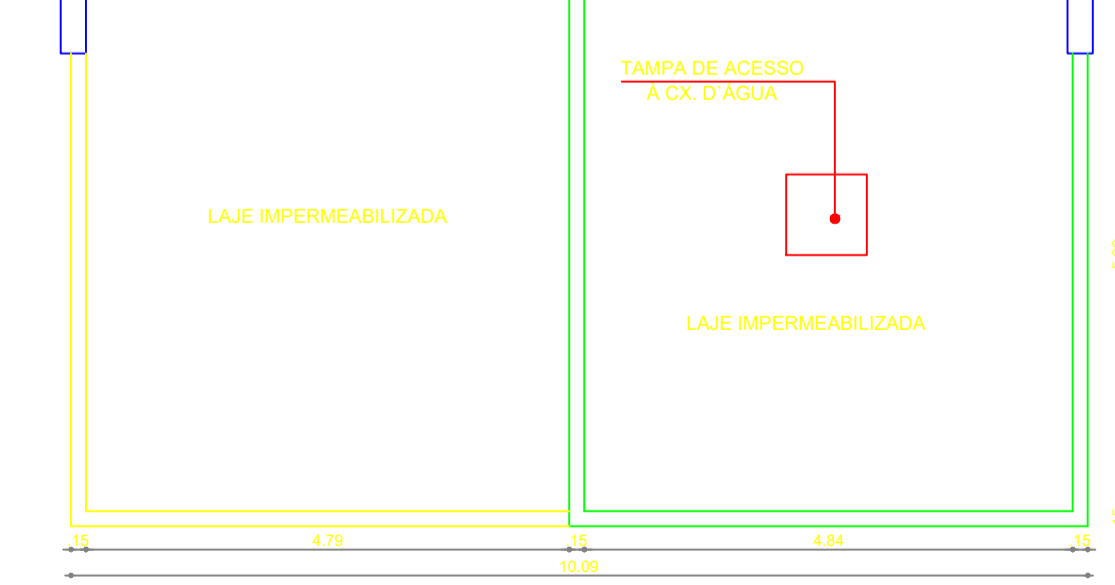 TAMPA DE ACESSO
À CX. D`ÁGUA
LAJE IMPERMEABILIZADA
LAJE IMPERMEABILIZADA
.15 4.79 .15 4.84 .15
10.09